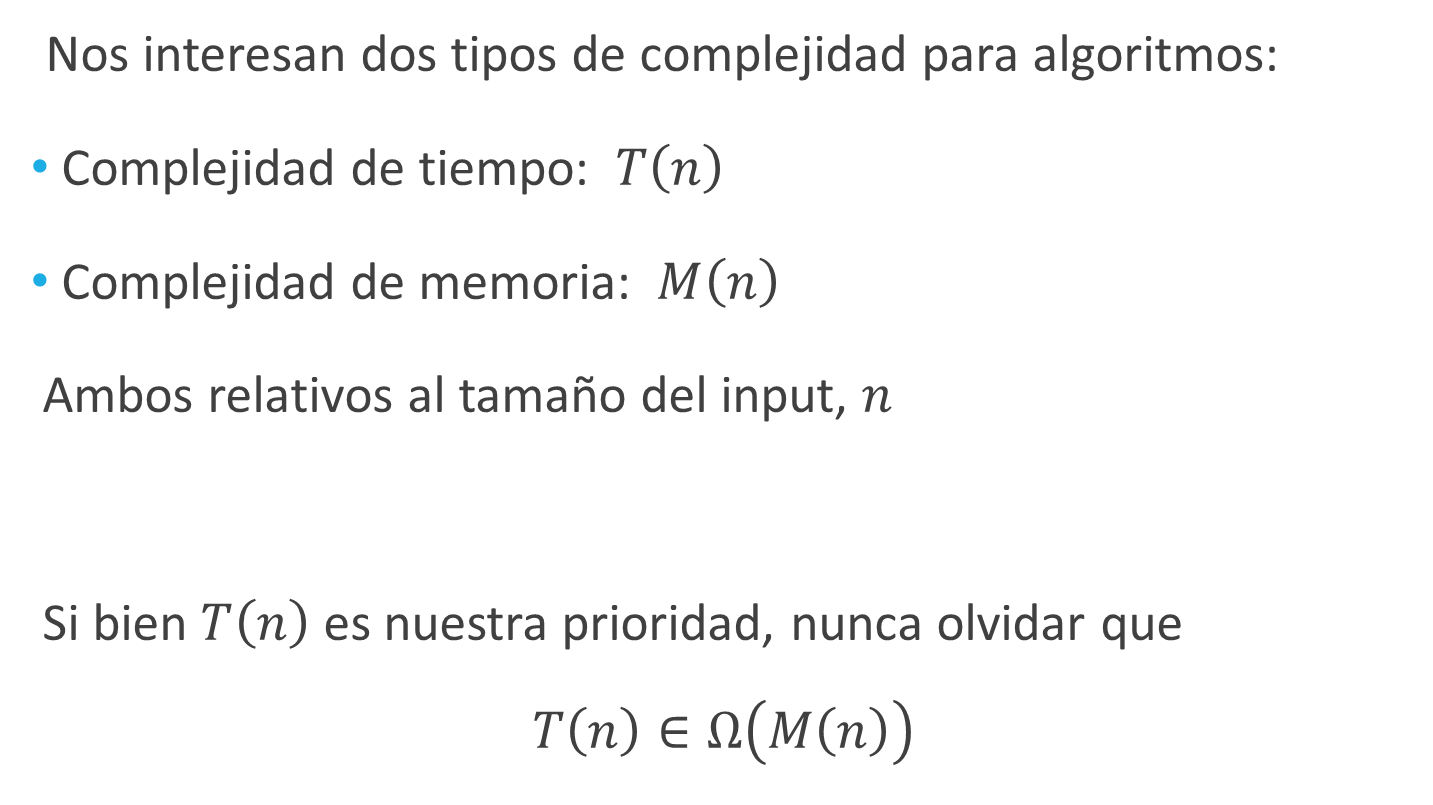 Nos interesan dos tipos de complejidad para algoritmos:
• Complejidad de tiempo: T(n)
• Complejidad de memoria: M(n)
Ambos relativos al tamaño del input, n
Si bien T(n) es nuestra prioridad, nunca olvidar que
T(n) ∈ Ω(M(n))